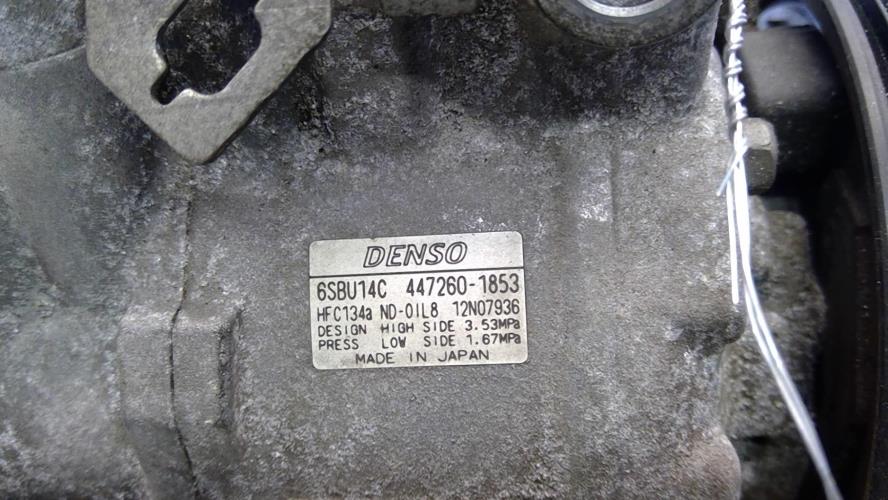 DENSO
6SBU14C 447260-1853
HFC134a ND-OIL8 12N07936
DESIGN HIGH SIDE 3.53MPa
PRESS LOW SIDE 1.67MPa
MADE IN JAPAN